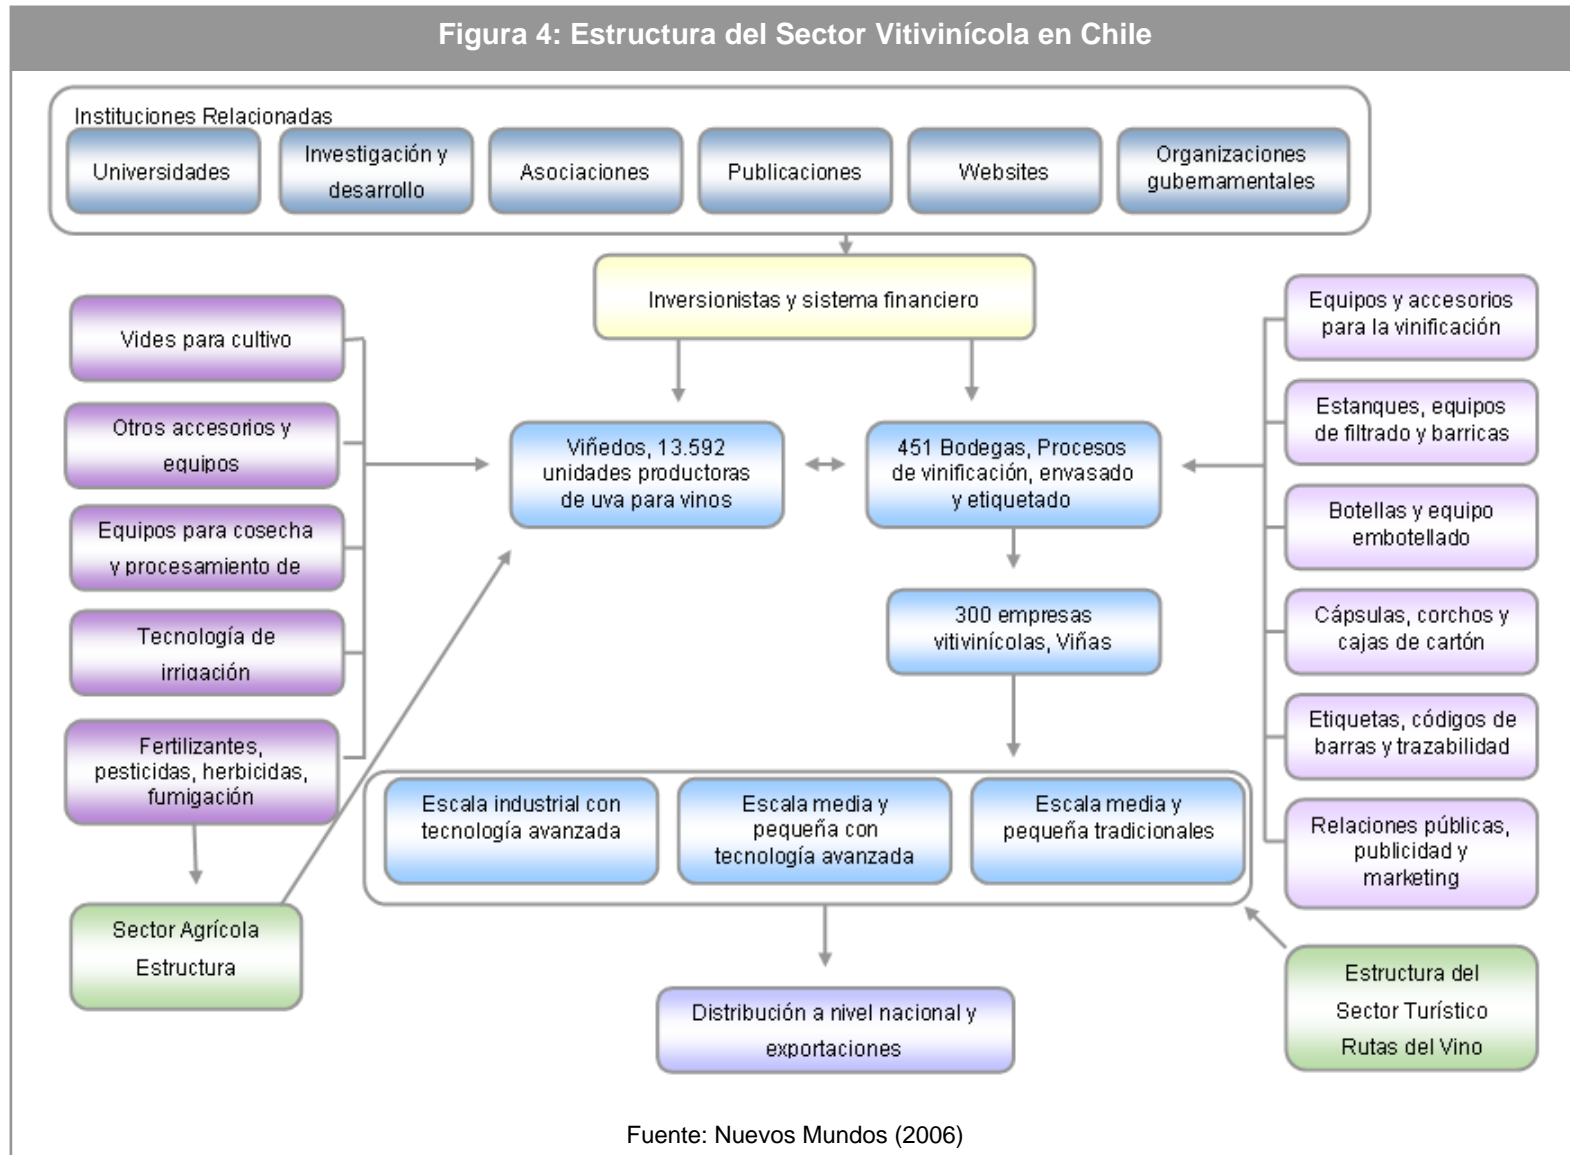 Figura 4: Estructura del Sector Vitivinícola en Chile
Instituciones Relacionadas
Universidades
Investigación y
desarrollo
Asociaciones
Publicaciones
Websites
Organizaciones
gubernamentales
Inversionistas y sistema financiero
Vides para cultivo
Otros accesorios y
equipos
Equipos para cosecha
y procesamiento de
Tecnología de
irrigación
Fertilizantes,
pesticidas, herbicidas,
fumigación
Sector Agrícola
Estructura
Viñedos, 13.592
unidades productoras
de uva para vinos
451 Bodegas, Procesos
de vinificación, envasado
y etiquetado
300 empresas
vitivinícolas, Viñas
Escala industrial con
tecnología avanzada
Escala media y
pequeña con
tecnología avanzada
Escala media y
pequeña tradicionales
Distribución a nivel nacional y
exportaciones
Equipos y accesorios
para la vinificación
Estanques, equipos
de filtrado y barricas
Botellas y equipo
embotellado
Cápsulas, corchos y
cajas de cartón
Etiquetas, códigos de
barras y trazabilidad
Relaciones públicas,
publicidad y
marketing
Estructura del
Sector Turístico
Rutas del Vino
Fuente: Nuevos Mundos (2006)